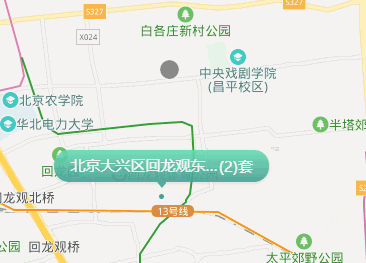 S327
S327
白各庄新村公园
X024
中央戏剧学院
(昌平校区)
北京农学院
华北电力大学
半塔郊
北京大兴区回龙观东...(2)套
回龙
回龙观北桥
S
13号线
公园
回龙观桥
太平郊野公园